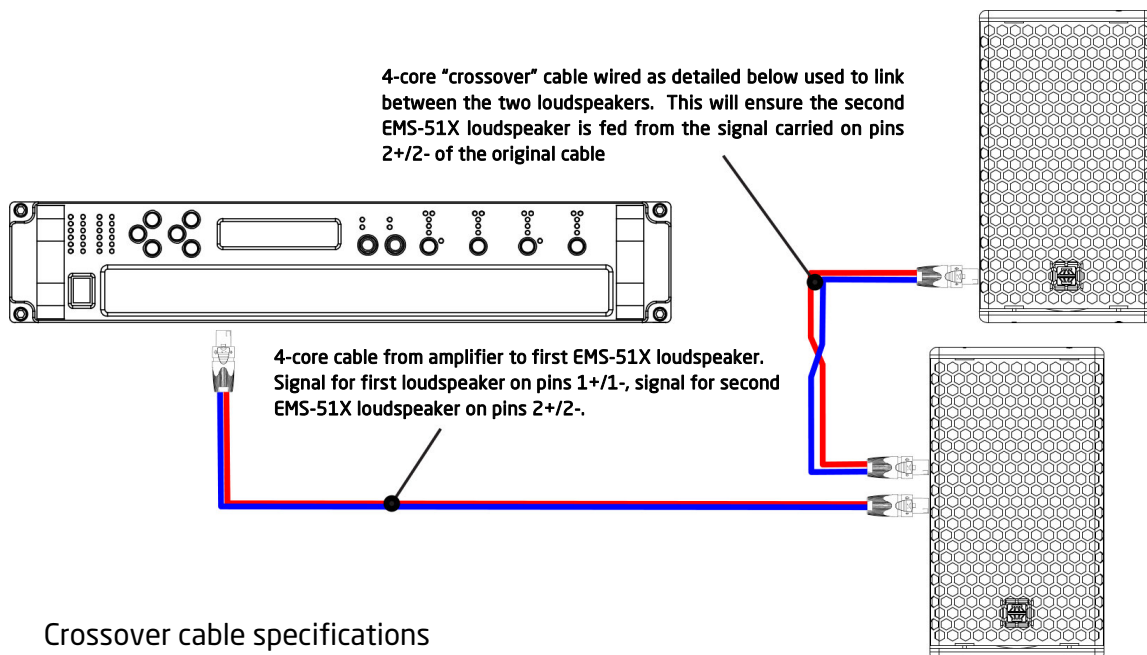 4-core “crossover” cable wired as detailed below used to link
between the two loudspeakers. This will ensure the second
EMS-51X loudspeaker is fed from the signal carried on pins
2+/2- of the original cable
4-core cable from amplifier to first EMS-51X loudspeaker.
Signal for first loudspeaker on pins 1+/1-, signal for second
EMS-51X loudspeaker on pins 2+/2-.
Crossover cable specifications